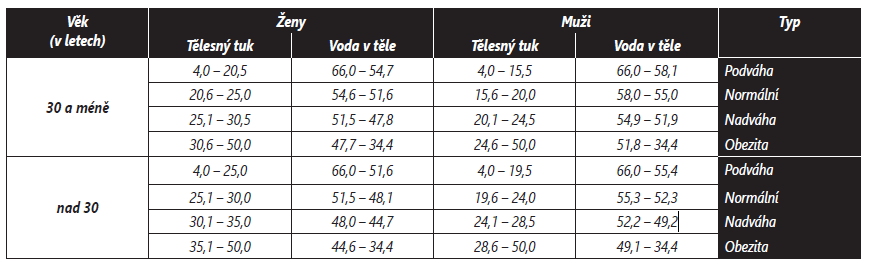 Věk (v letech) Ženy Muži Typ
Tělesný tuk Voda v těle Tělesný tuk Voda v těle
30 a méně 4,0 – 20,5 66,0 – 54,7 4,0 – 15,5 66,0 – 58,1 Podváha
20,6 – 25,0 54,6 – 51,6 15,6 – 20,0 58,0 – 55,0 Normální
25,1 – 30,5 51,5 – 47,8 20,1 – 24,5 54,9 – 51,9 Nadváha
30,6 – 50,0 47,7 – 34,4 24,6 – 50,0 51,8 – 34,4 Obezita
nad 30 4,0 – 25,0 66,0 – 51,6 4,0 – 19,5 66,0 – 55,4 Podváha
25,1 – 30,0 51,5 – 48,1 19,6 – 24,0 55,3 – 52,3 Normální
30,1 – 35,0 48,0 – 44,7 24,1 – 28,5 52,2 – 49,2 Nadváha
35,1 – 50,0 44,6 – 34,4 28,6 – 50,0 49,1 – 34,4 Obezita